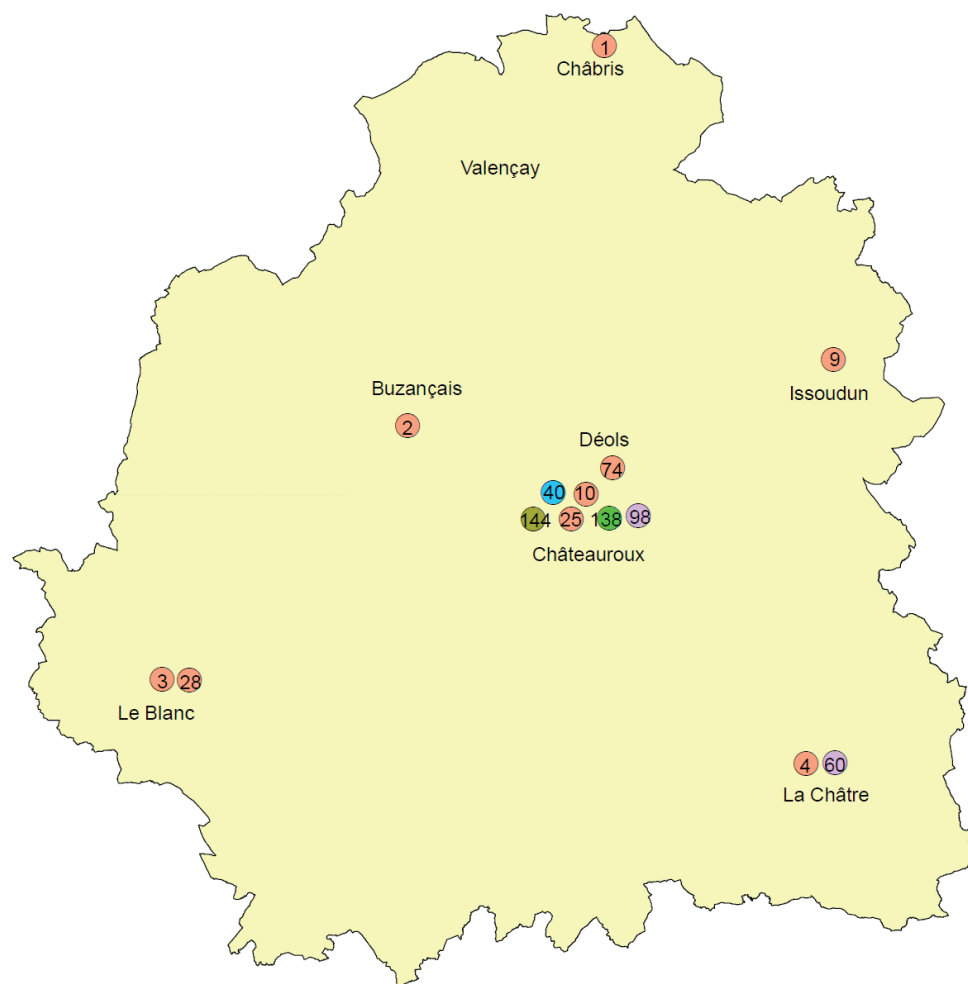 1
Châbris
Valençay
9
Issoudun
Buzançais
2
Déols
74
40 10
144 25 138 98
Châteauroux
3 28
Le Blanc
4 60
La Châtre